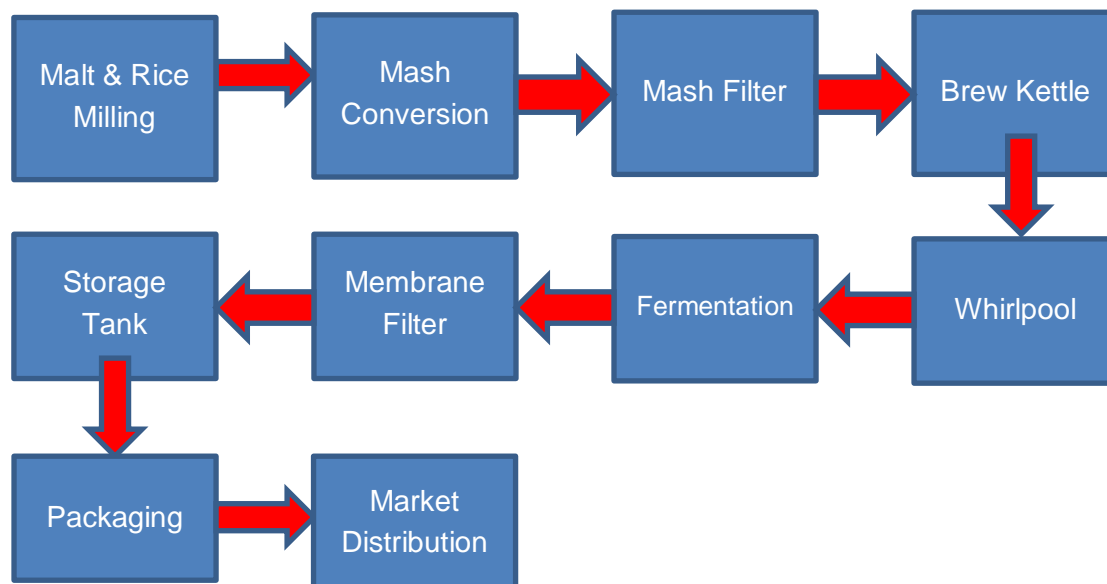 Malt & Rice
Milling
Mash
Conversion
Mash Filter
Brew Kettle
Whirlpool
Fermentation
Membrane
Filter
Storage
Tank
Packaging
Market
Distribution